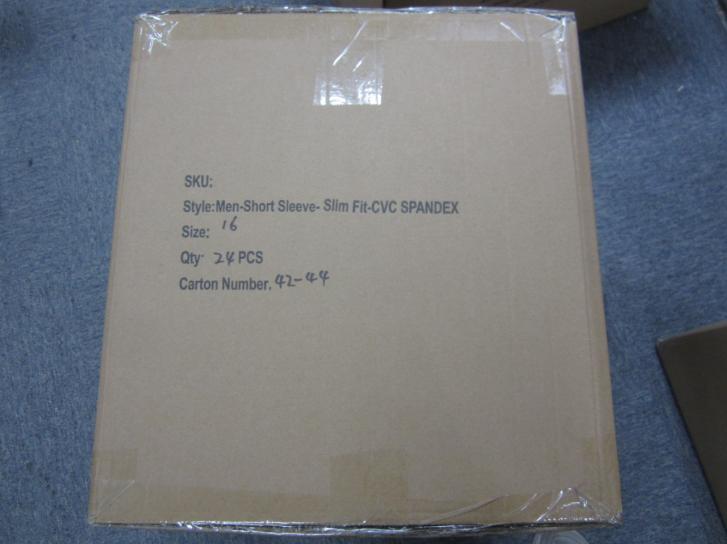 SKU:
Style:Men-Short Sleeve- Slim Fit-CVC SPANDEX
Size: 16
Qty: 24 PCS
Carton Number. 42-44